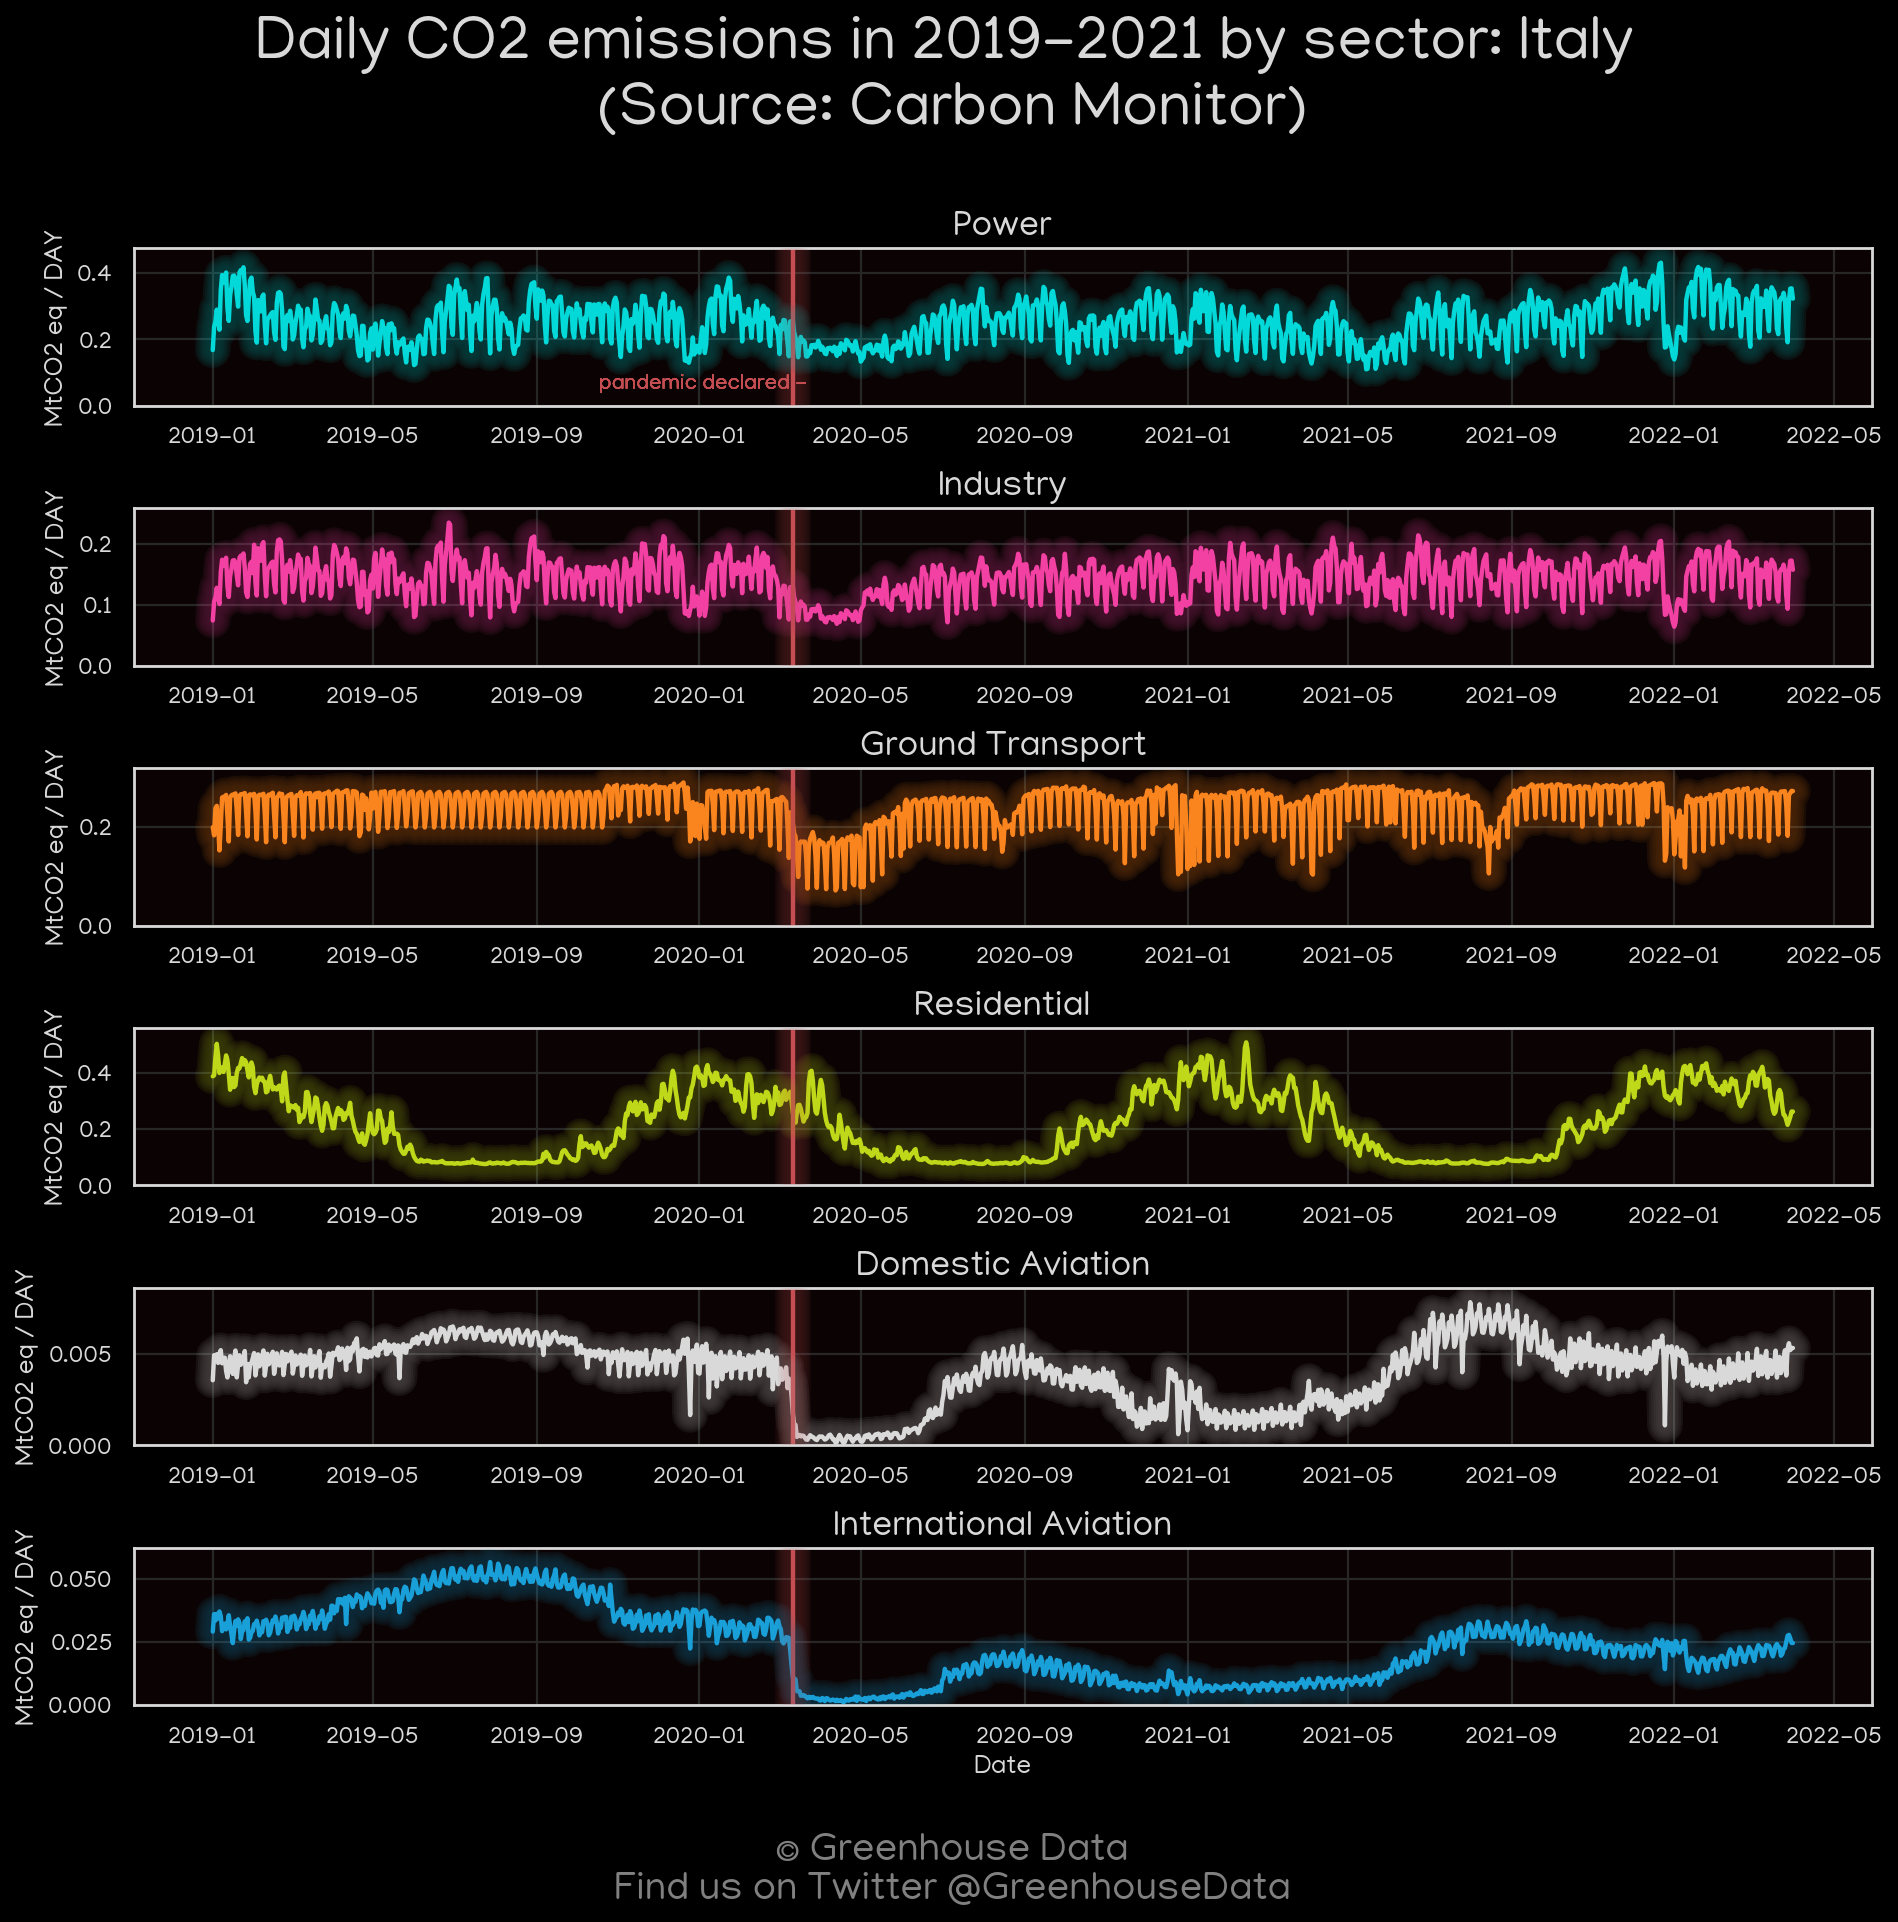 Daily CO2 emissions in 2019-2021 by sector: Italy
(Source: Carbon Monitor)
Power
MtCO2 eq / DAY
0.4
0.2
0.0
pandemic declared -
2019-01 2019-05 2019-09 2020-01 2020-05 2020-09 2021-01 2021-05 2021-09 2022-01 2022-05
Industry
MtCO2 eq / DAY
0.2
0.1
0.0
2019-01 2019-05 2019-09 2020-01 2020-05 2020-09 2021-01 2021-05 2021-09 2022-01 2022-05
Ground Transport
MtCO2 eq / DAY
0.2
0.0
2019-01 2019-05 2019-09 2020-01 2020-05 2020-09 2021-01 2021-05 2021-09 2022-01 2022-05
Residential
MtCO2 eq / DAY
0.4
0.2
0.0
2019-01 2019-05 2019-09 2020-01 2020-05 2020-09 2021-01 2021-05 2021-09 2022-01 2022-05
Domestic Aviation
MtCO2 eq / DAY
0.005
0.000
2019-01 2019-05 2019-09 2020-01 2020-05 2020-09 2021-01 2021-05 2021-09 2022-01 2022-05
International Aviation
MtCO2 eq / DAY
0.050
0.025
0.000
2019-01 2019-05 2019-09 2020-01 2020-05 2020-09 2021-01 2021-05 2021-09 2022-01 2022-05
Date
© Greenhouse Data
Find us on Twitter @GreenhouseData